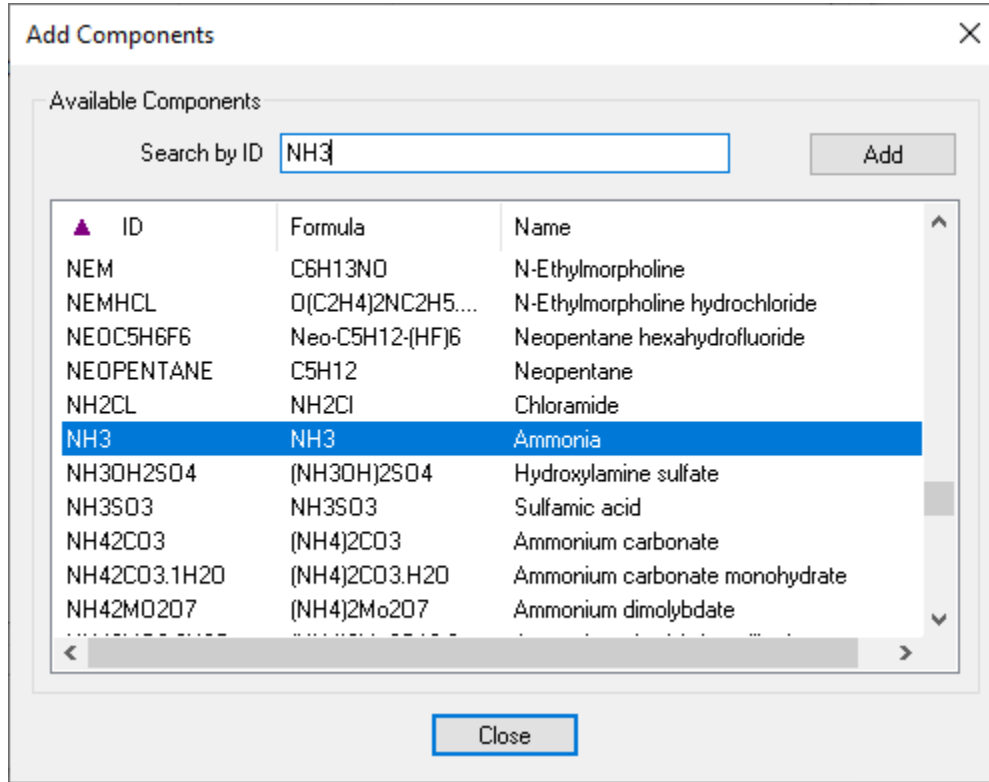 Add Components
Available Components
Search by ID NH3 Add
ID Formula Name
NEM C6H13NO N-Ethylmorpholine
NEMHCL O(C2H4)2NC2H5.... N-Ethylmorpholine hydrochloride
NEOC5H6F6 Neo-C5H12-(HF)6 Neopentane hexahydrofluoride
NEOPENTANE C5H12 Neopentane
NH2CL NH2Cl Chloramide
NH3 NH3 Ammonia
NH3OH2SO4 (NH3OH)2SO4 Hydroxylamine sulfate
NH3SO3 NH3SO3 Sulfamic acid
NH42CO3 (NH4)2CO3 Ammonium carbonate
NH42CO3.1H2O (NH4)2CO3.H2O Ammonium carbonate monohydrate
NH42MO2O7 (NH4)2Mo2O7 Ammonium dimolybdate
Close